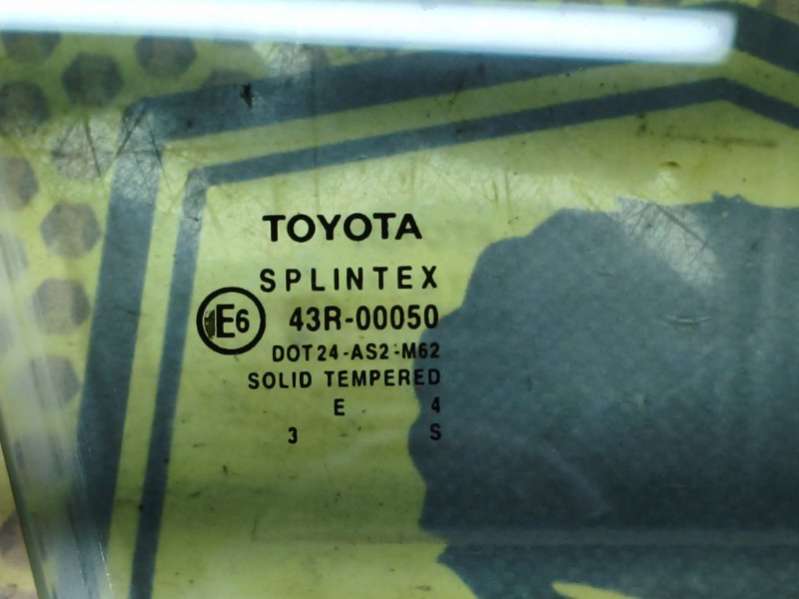 TOYOTA
SPLINTEX
E6 43R-00050
DOT24-AS2-M62
SOLID TEMPERED
E 4
3 S